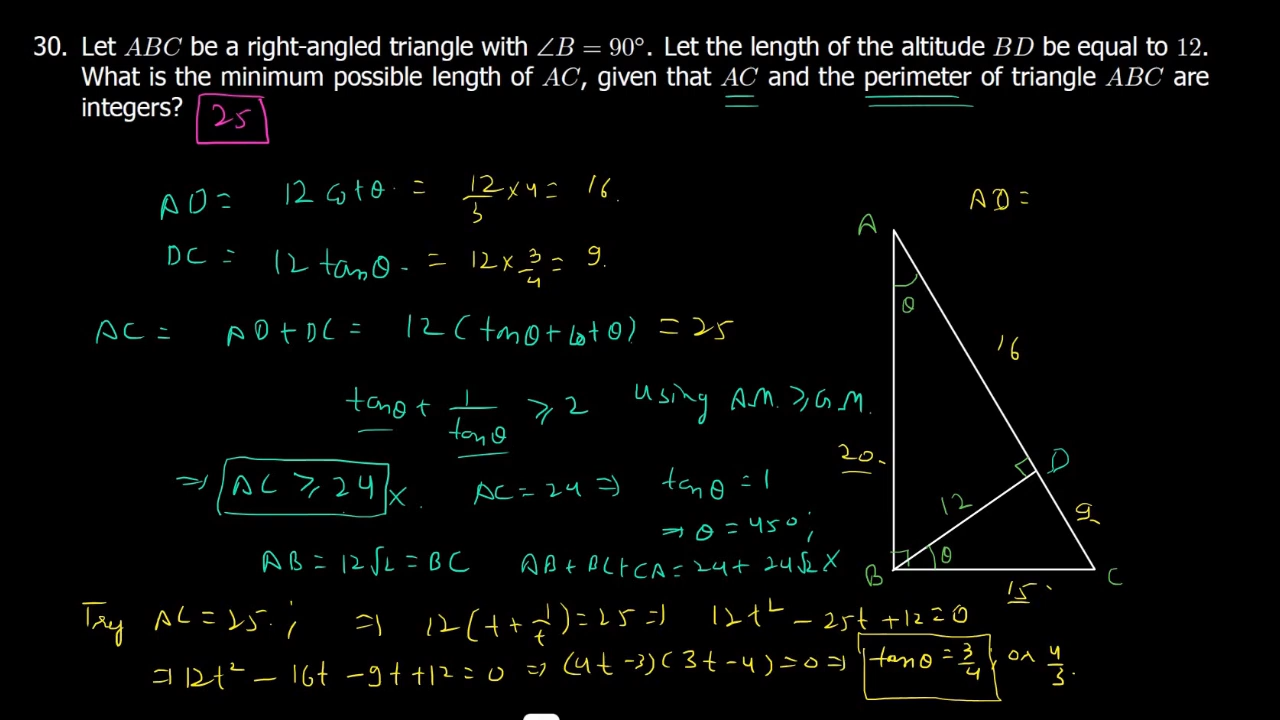 30. Let ABC be a right-angled triangle with ∠B = 90°. Let the length of the altitude BD be equal to 12.
What is the minimum possible length of AC, given that AC and the perimeter of triangle ABC are
integers? 25
AD = 12 cotθ = 12/3 × 4 = 16.
AD =
DC = 12 tanθ = 12 × 3/4 = 9.
AC = AD + DC = 12 (tanθ + cotθ) = 25
tanθ + 1/tanθ ≥ 2 Using AM ≥ GM.
⇒ AC ≥ 24 × AC = 24 ⇒ tanθ = 1
⇒ θ = 45°;
AB = 12√2 = BC AB + BC + CA = 24 + 24√2 ×
Try AC = 25; ⇒ 12 (t + 1/t) = 25 ⇒ 12t² − 25t + 12 = 0
⇒ 12t² − 16t − 9t + 12 = 0 ⇒ (4t − 3)(3t − 4) = 0 ⇒ tanθ = 3/4 or 4/3.
A
θ
16
20
D
12
9
B
θ
C
15